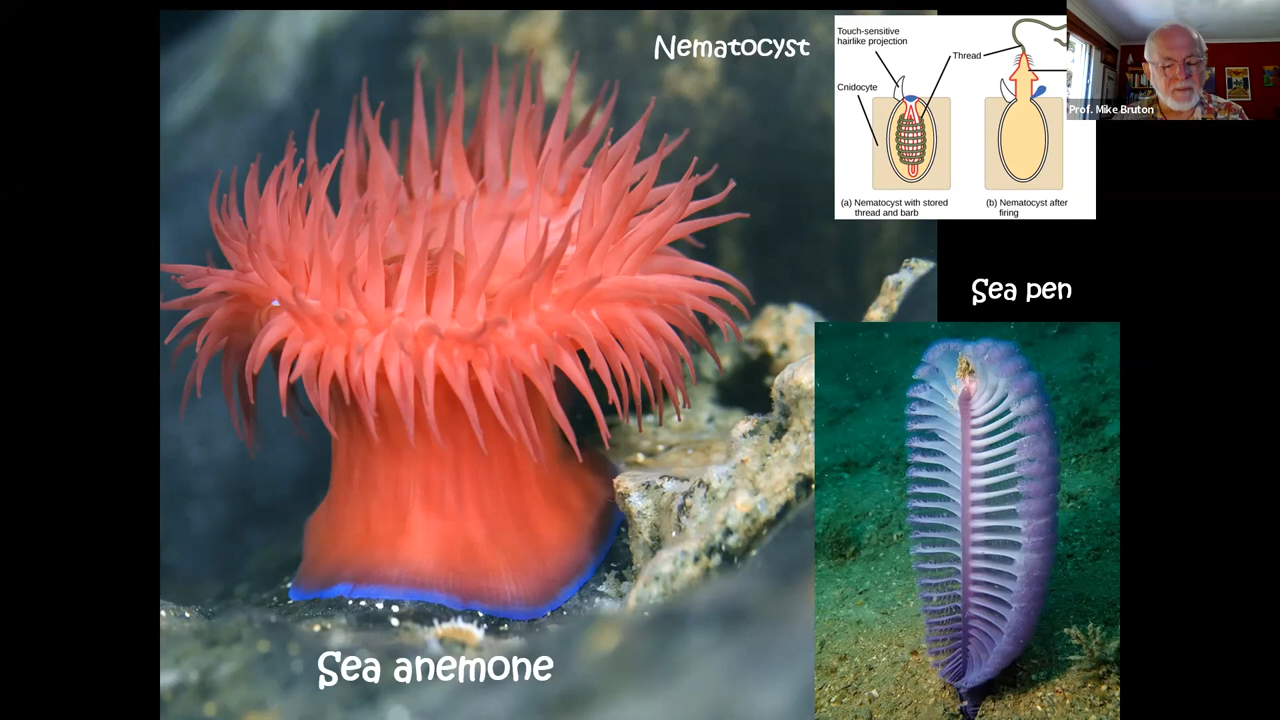 Nematocyst
Touch-sensitive
hairlike projection
Thread
Cnidocyte
(a) Nematocyst with stored
thread and barb
(b) Nematocyst after
firing
Prof. Mike Bruton
Sea pen
Sea anemone